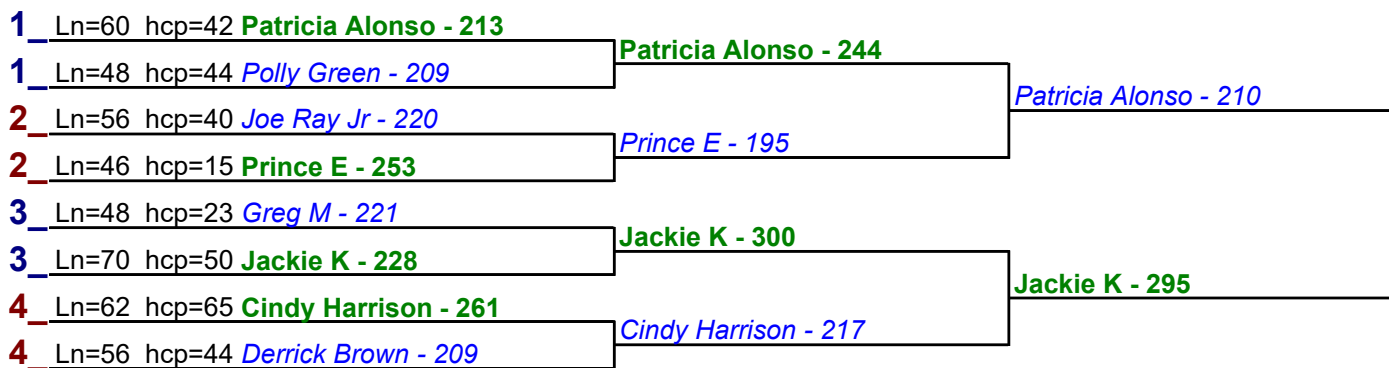 1_ Ln=60 hcp=42 Patricia Alonso - 213
Patricia Alonso - 244
1_ Ln=48 hcp=44 Polly Green - 209
Patricia Alonso - 210
2_ Ln=56 hcp=40 Joe Ray Jr - 220
Prince E - 195
2_ Ln=46 hcp=15 Prince E - 253
3_ Ln=48 hcp=23 Greg M - 221
Jackie K - 300
3_ Ln=70 hcp=50 Jackie K - 228
Jackie K - 295
4_ Ln=62 hcp=65 Cindy Harrison - 261
Cindy Harrison - 217
4_ Ln=56 hcp=44 Derrick Brown - 209